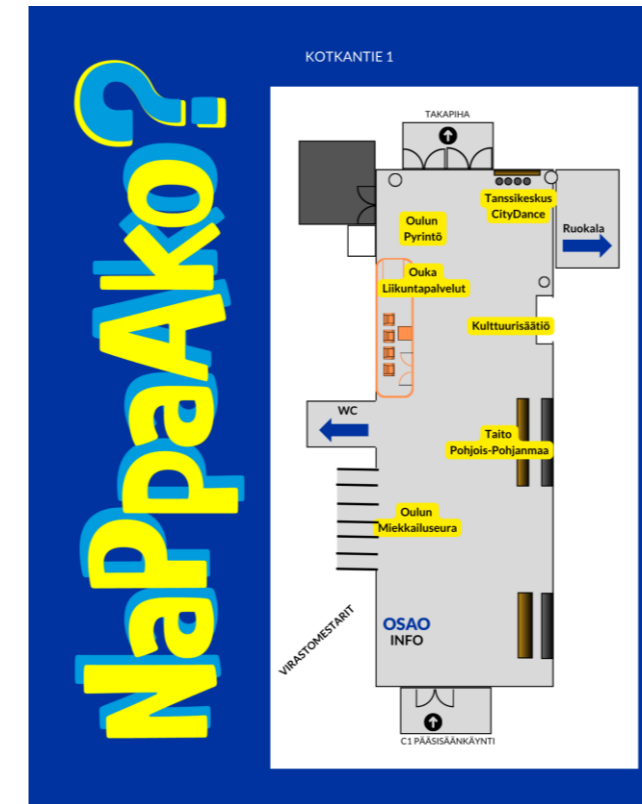 KOTKANTIE 1
NaPpaAko?
TAKAPIHA
Tanssikeskus
CityDance
Oulun
Pyrintö
Ruokala
Ouka
Liikuntapalvelut
Kulttuurisäätiö
WC
Taito
Pohjois-Pohjanmaa
Oulun
Miekkailuseura
OSAO
INFO
VIRASTOMESTARIT
C1 PÄÄSISÄÄNKÄYNTI